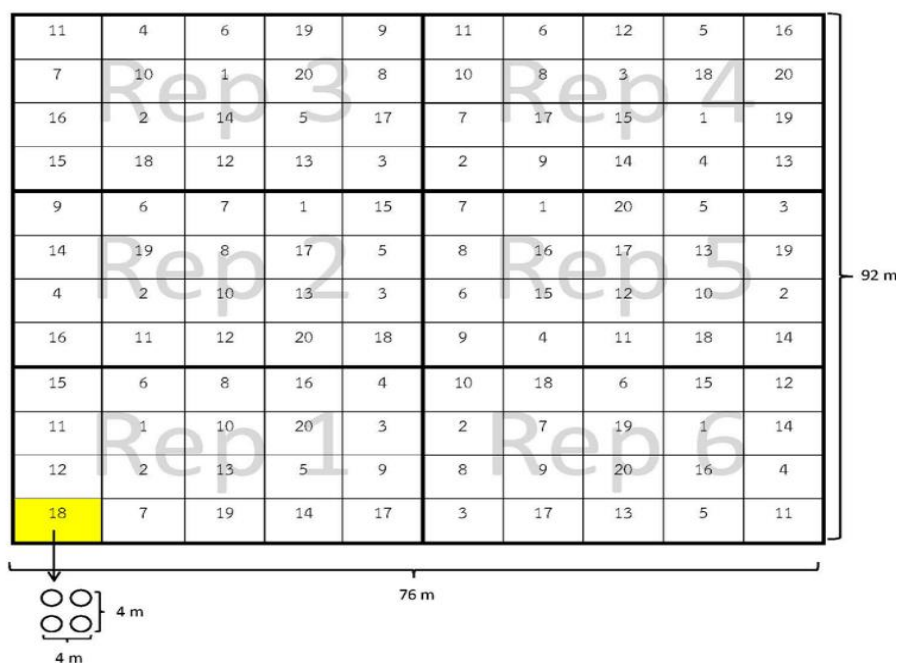 11 4 6 19 9 11 6 12 5 16
7 10 1 20 8 10 8 3 18 20
Rep 3 Rep 4
16 2 14 5 17 7 17 15 1 19
15 18 12 13 3 2 9 14 4 13
9 6 7 1 15 7 1 20 5 3
14 19 8 17 5 8 16 17 13 19
Rep 2 Rep 5
92 m
4 2 10 13 3 6 15 12 10 2
16 11 12 20 18 9 4 11 18 14
15 6 8 16 4 10 18 6 15 12
11 1 10 20 3 2 7 19 1 14
Rep 1 Rep 6
12 2 13 5 9 8 9 20 16 4
18 7 19 14 17 3 17 13 5 11
76 m
4 m
4 m